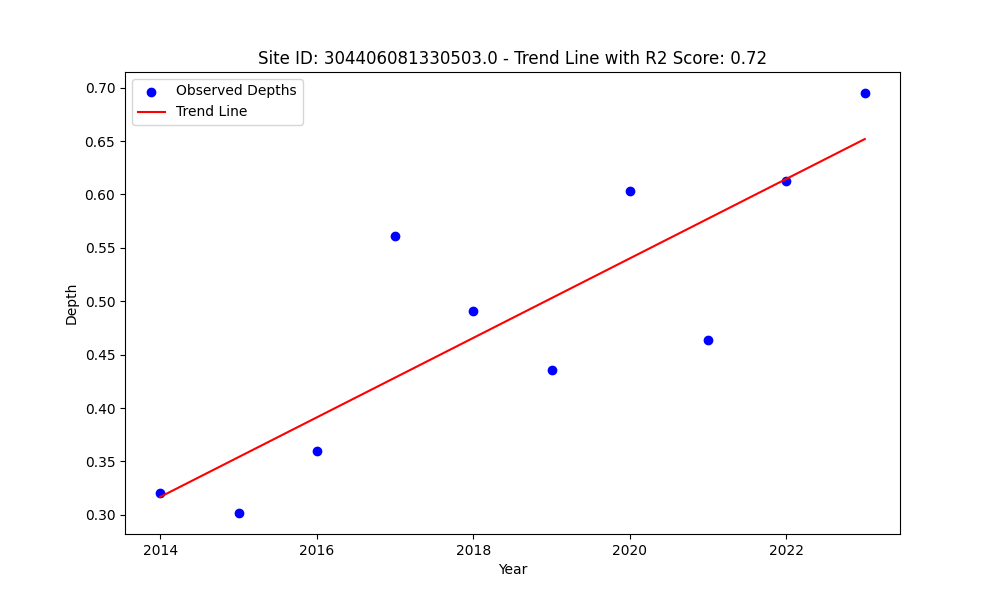 Site ID: 304406081330503.0 - Trend Line with R2 Score: 0.72
Observed Depths
Trend Line
0.70
0.65
0.60
0.55
0.50
0.45
0.40
0.35
0.30
Depth
2014
2016
2018
2020
2022
Year